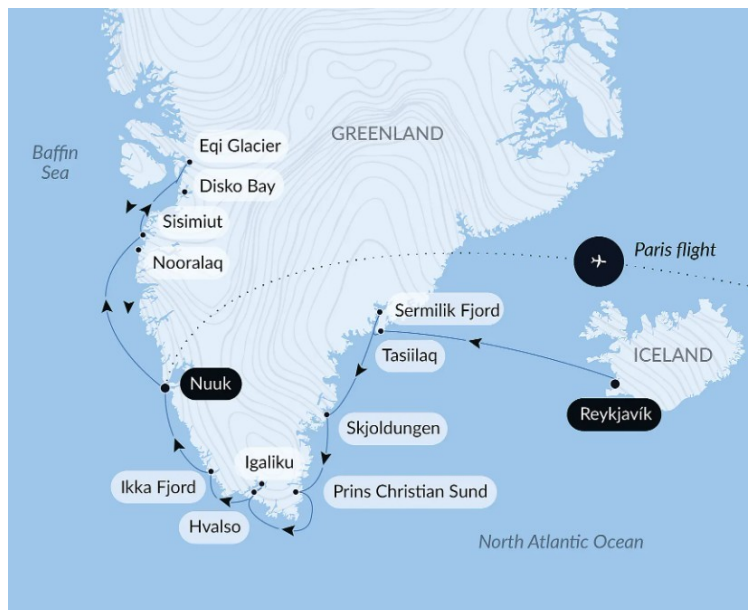 GREENLAND
Eqi Glacier
Baffin
Sea
Disko Bay
Sisimiut
Nooralaq
Paris flight
Sermilik Fjord
Tasiilaq
ICELAND
Nuuk
Reykjavík
Skjoldungen
Igaliku
Ikka Fjord
Prins Christian Sund
Hvalso
North Atlantic Ocean